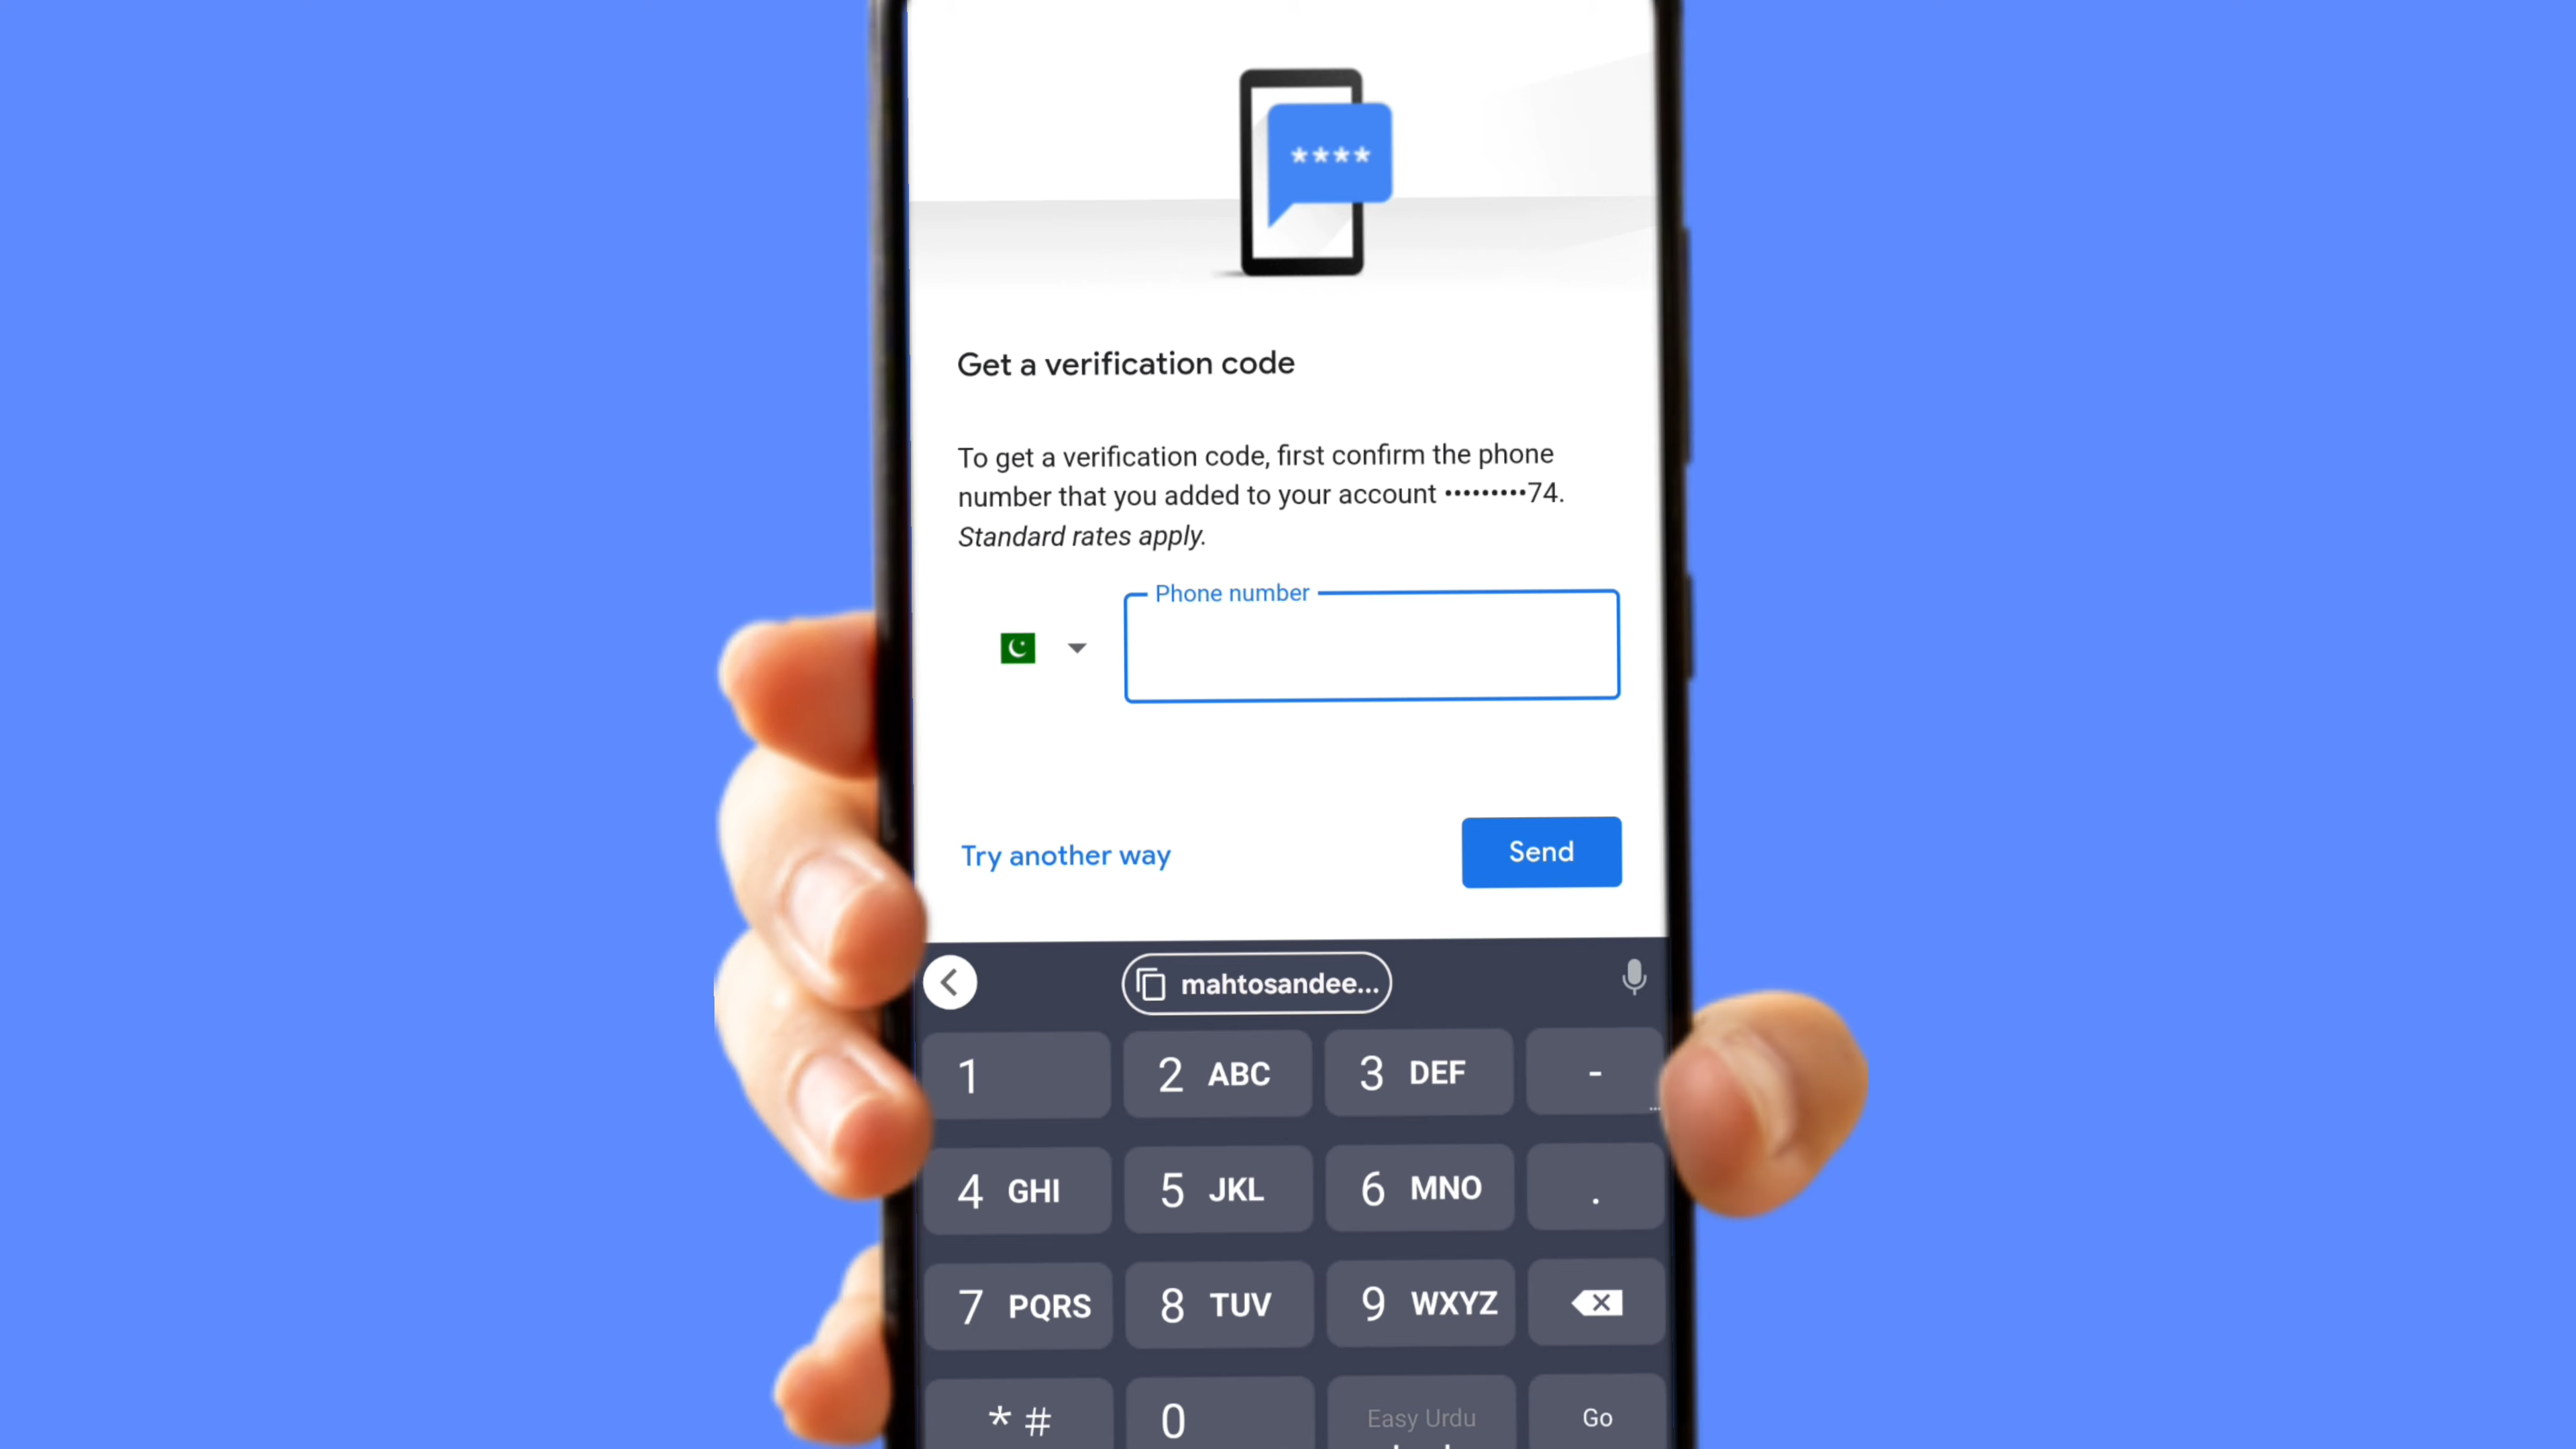 ****
Get a verification code
To get a verification code, first confirm the phone
number that you added to your account •••••••••74.
Standard rates apply.
Phone number
Try another way
Send
mahtosandee...
1
2 ABC
3 DEF
-
4 GHI
5 JKL
6 MNO
.
7 PQRS
8 TUV
9 WXYZ
* #
0
Easy Urdu
Go